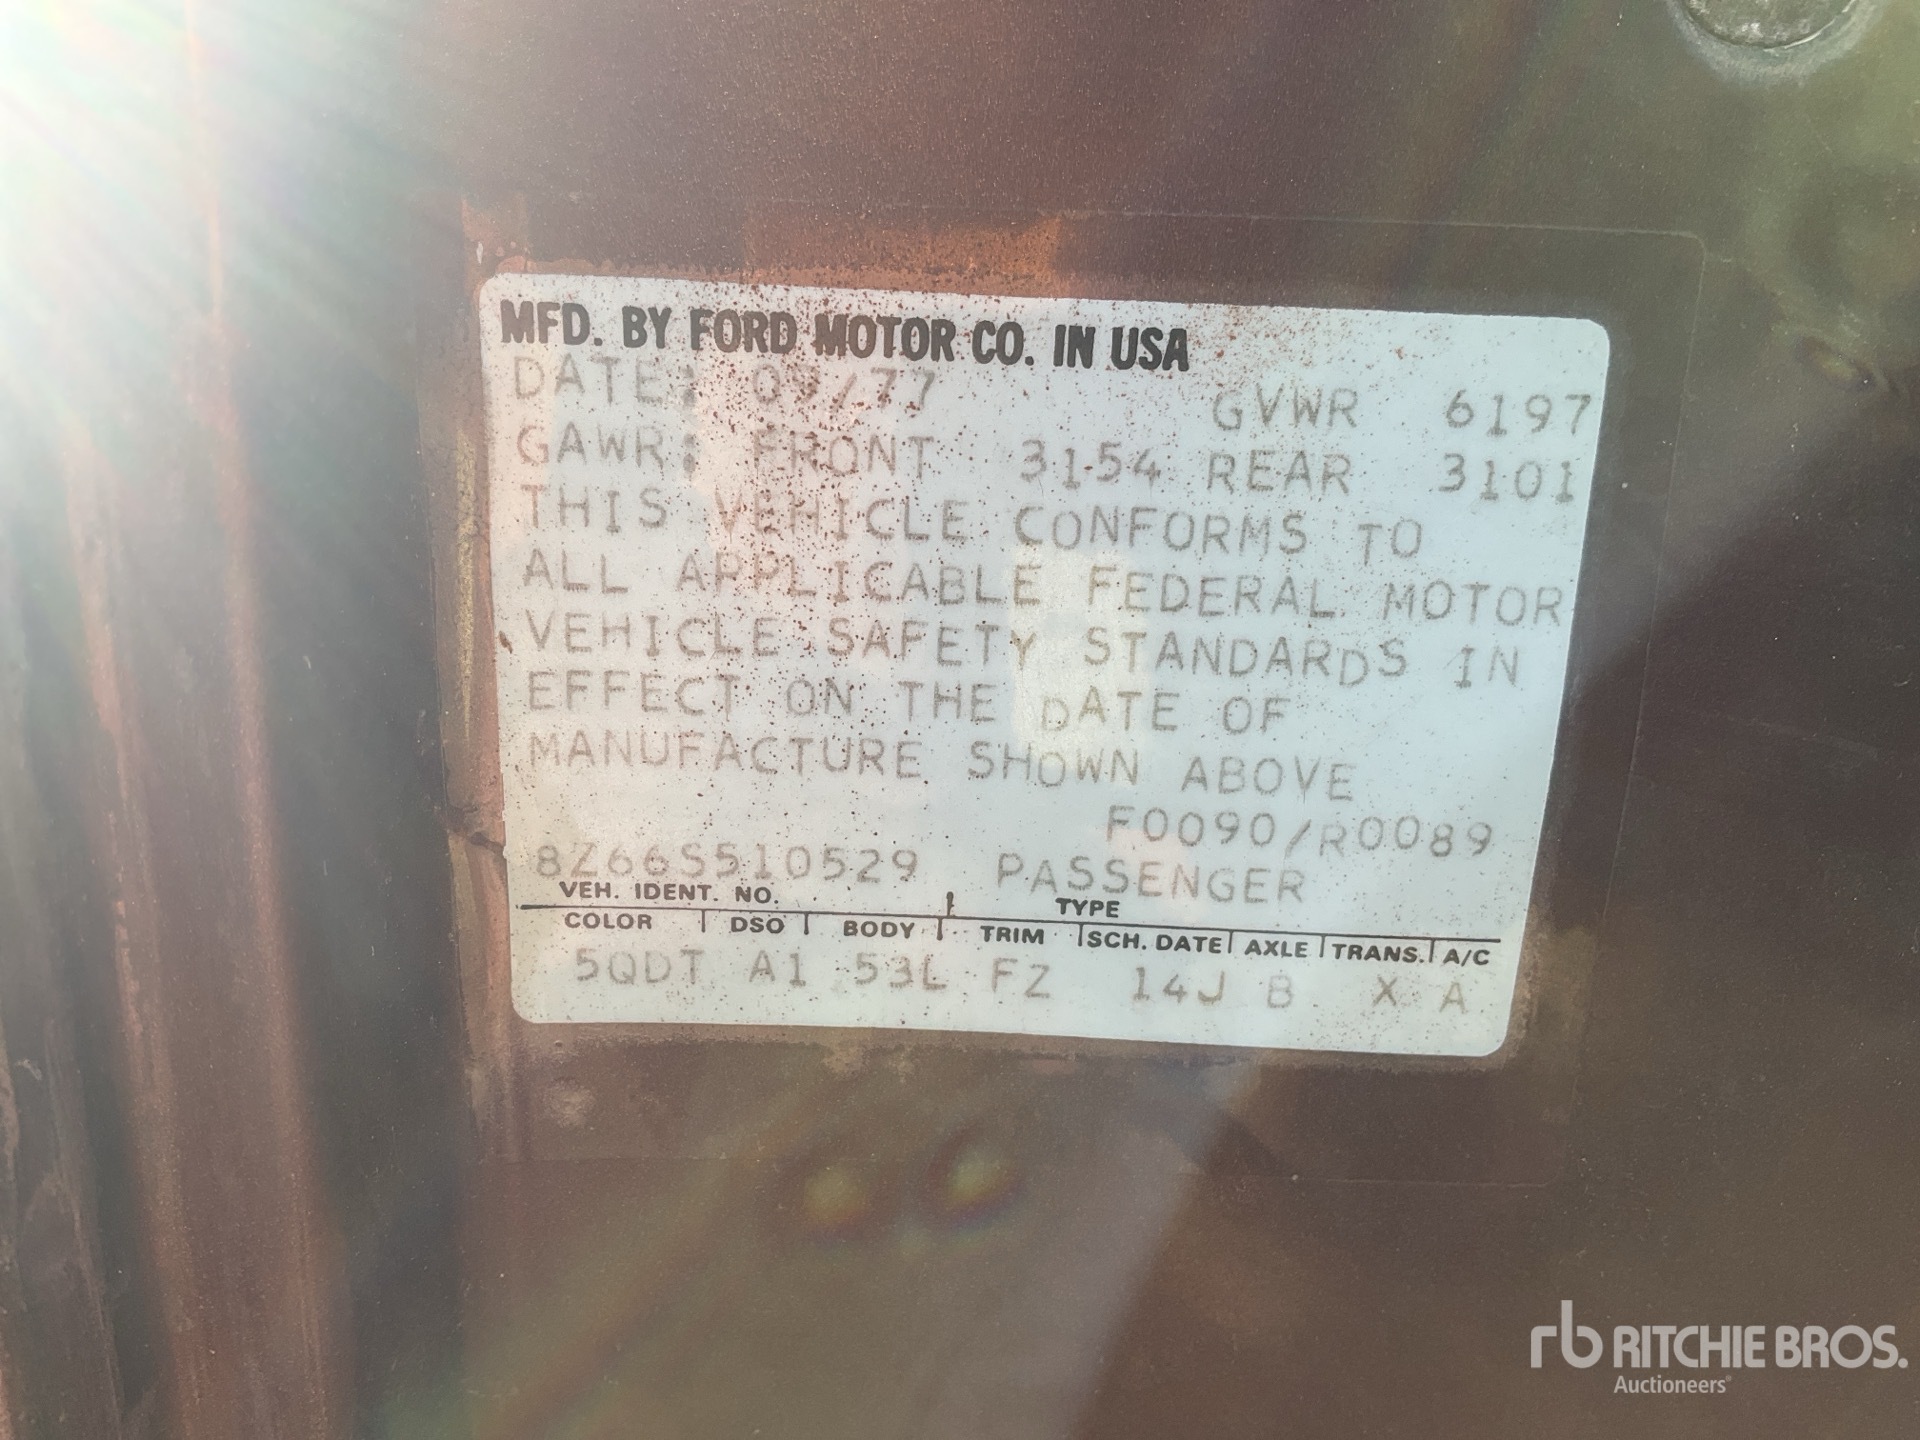 MFD. BY FORD MOTOR CO. IN USA
DATE: 09/77 GVWR 6197
GAWR: FRONT 3154 REAR 3101
THIS VEHICLE CONFORMS TO
ALL APPLICABLE FEDERAL MOTOR
VEHICLE SAFETY STANDARDS IN
EFFECT ON THE DATE OF
MANUFACTURE SHOWN ABOVE
F0090/R0089
8Z66S510529 PASSENGER
VEH. IDENT. NO. TYPE
COLOR DSO BODY TRIM SCH. DATE AXLE TRANS. A/C
5QDT A1 53L FZ 14J B X A
rb RITCHIE BROS.
Auctioneers